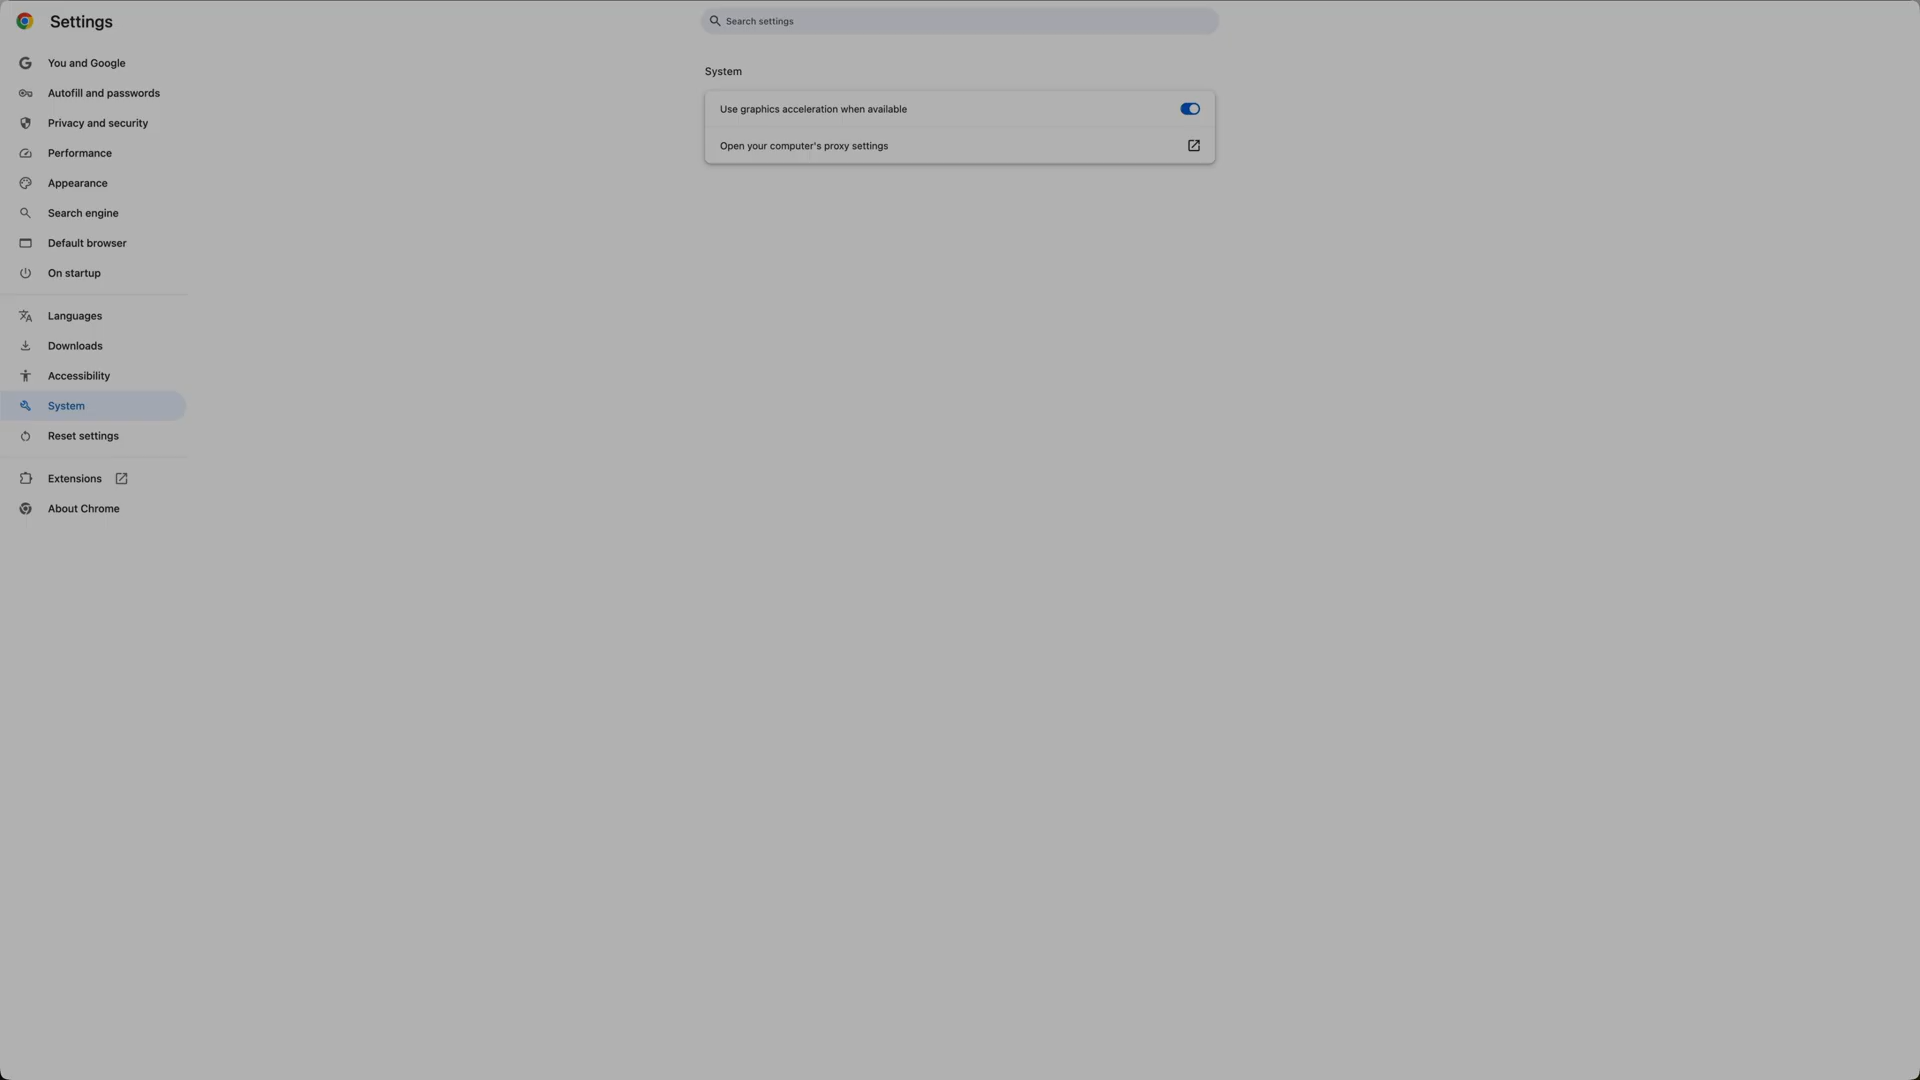 Settings
Search settings
You and Google
Autofill and passwords
Privacy and security
Performance
Appearance
Search engine
Default browser
On startup
Languages
Downloads
Accessibility
System
Reset settings
Extensions
About Chrome
System
Use graphics acceleration when available
Open your computer's proxy settings